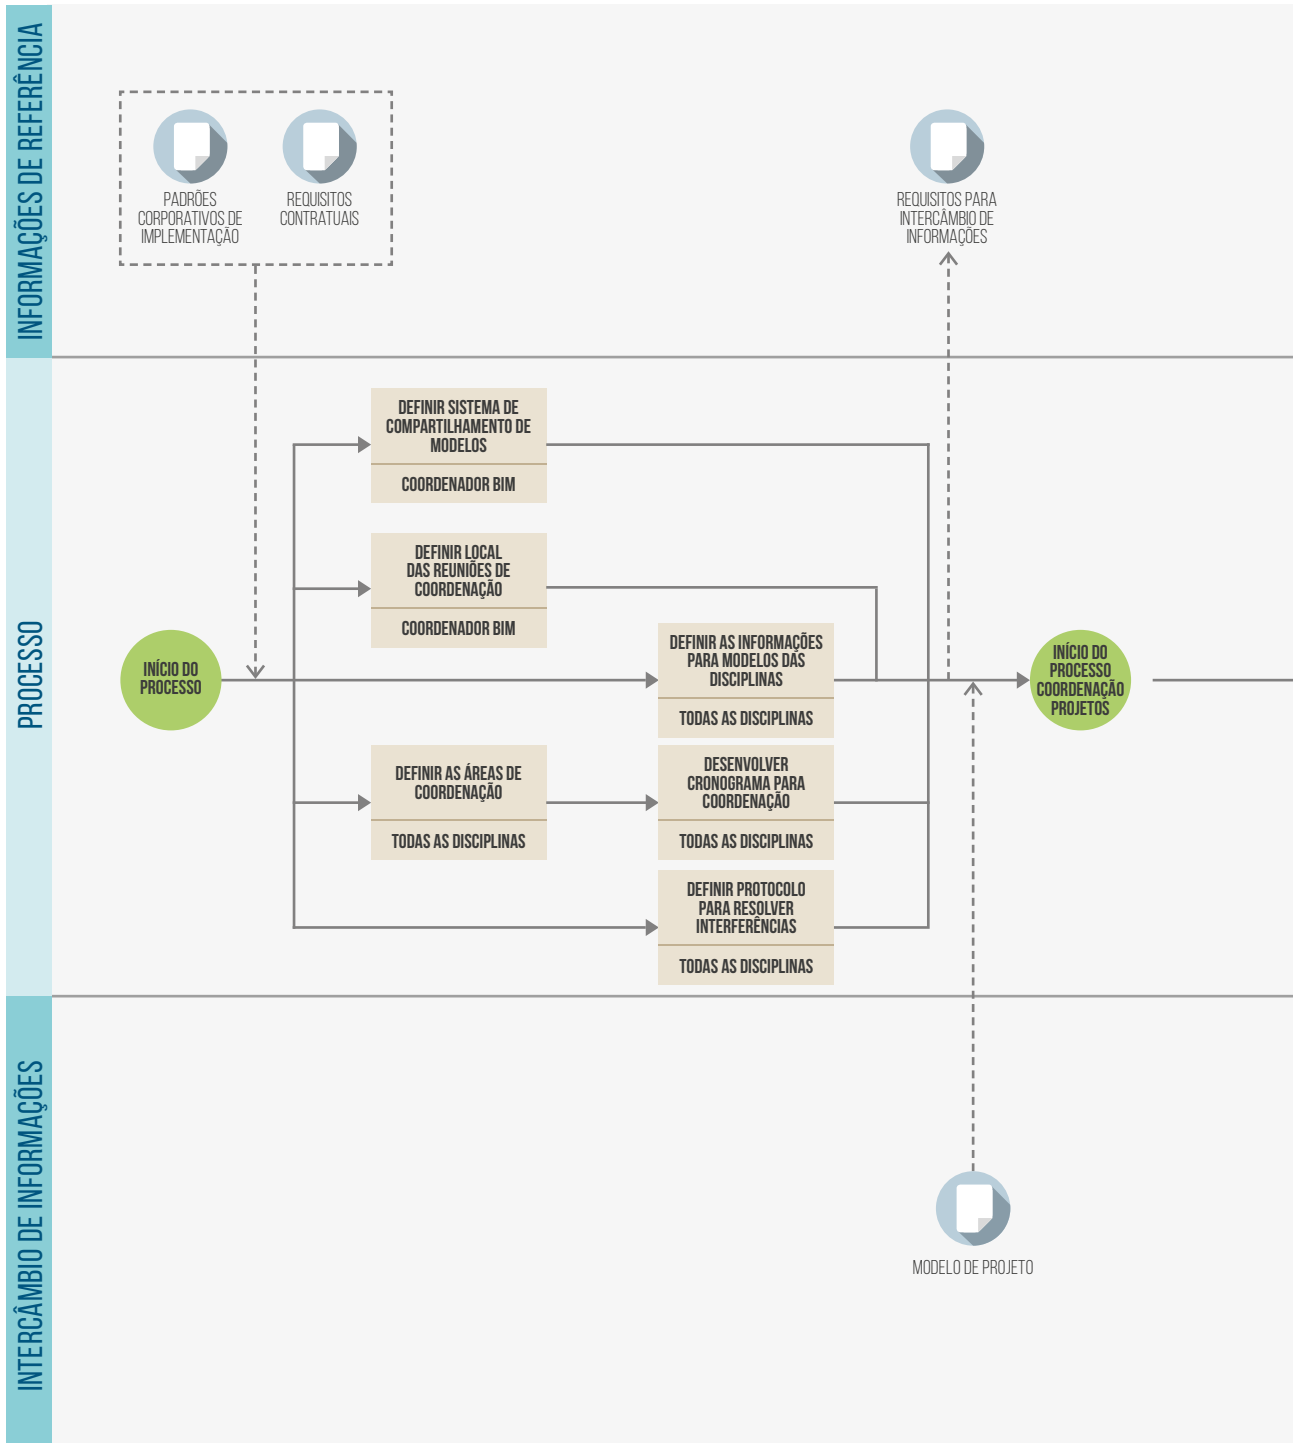 INFORMAÇÕES DE REFERÊNCIA
PADRÕES
CORPORATIVOS DE
IMPLEMENTAÇÃO
REQUISITOS
CONTRATUAIS
REQUISITOS PARA
INTERCÂMBIO DE
INFORMAÇÕES
PROCESSO
INÍCIO DO
PROCESSO
DEFINIR SISTEMA DE
COMPARTILHAMENTO DE
MODELOS
COORDENADOR BIM
DEFINIR LOCAL
DAS REUNIÕES DE
COORDENAÇÃO
COORDENADOR BIM
DEFINIR AS INFORMAÇÕES
PARA MODELOS DAS
DISCIPLINAS
TODAS AS DISCIPLINAS
DEFINIR AS ÁREAS DE
COORDENAÇÃO
TODAS AS DISCIPLINAS
DESENVOLVER
CRONOGRAMA PARA
COORDENAÇÃO
TODAS AS DISCIPLINAS
DEFINIR PROTOCOLO
PARA RESOLVER
INTERFERÊNCIAS
TODAS AS DISCIPLINAS
INÍCIO DO
PROCESSO
COORDENAÇÃO
PROJETOS
INTERCÂMBIO DE INFORMAÇÕES
MODELO DE PROJETO